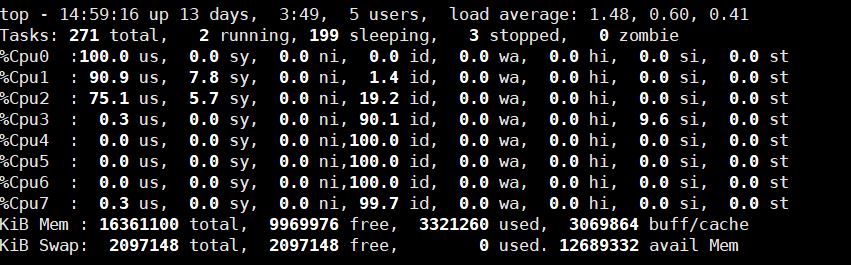 top - 14:59:16 up 13 days,  3:49,  5 users,  load average: 1.48, 0.60, 0.41
Tasks: 271 total,   2 running, 199 sleeping,   3 stopped,   0 zombie
%Cpu0  :100.0 us,  0.0 sy,  0.0 ni,  0.0 id,  0.0 wa,  0.0 hi,  0.0 si,  0.0 st
%Cpu1  : 90.9 us,  7.8 sy,  0.0 ni,  1.4 id,  0.0 wa,  0.0 hi,  0.0 si,  0.0 st
%Cpu2  : 75.1 us,  5.7 sy,  0.0 ni, 19.2 id,  0.0 wa,  0.0 hi,  0.0 si,  0.0 st
%Cpu3  :  0.3 us,  0.0 sy,  0.0 ni, 90.1 id,  0.0 wa,  0.0 hi,  9.6 si,  0.0 st
%Cpu4  :  0.0 us,  0.0 sy,  0.0 ni,100.0 id,  0.0 wa,  0.0 hi,  0.0 si,  0.0 st
%Cpu5  :  0.0 us,  0.0 sy,  0.0 ni,100.0 id,  0.0 wa,  0.0 hi,  0.0 si,  0.0 st
%Cpu6  :  0.0 us,  0.0 sy,  0.0 ni,100.0 id,  0.0 wa,  0.0 hi,  0.0 si,  0.0 st
%Cpu7  :  0.3 us,  0.0 sy,  0.0 ni, 99.7 id,  0.0 wa,  0.0 hi,  0.0 si,  0.0 st
KiB Mem : 16361100 total,  9969976 free,  3321260 used,  3069864 buff/cache
KiB Swap:  2097148 total,  2097148 free,        0 used. 12689332 avail Mem